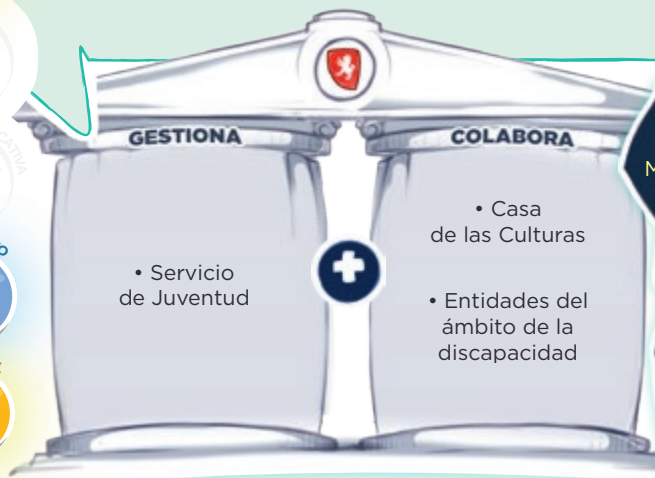 GESTIONA
COLABORA
• Servicio
de Juventud
• Casa
de las Culturas
• Entidades del
ámbito de la
discapacidad